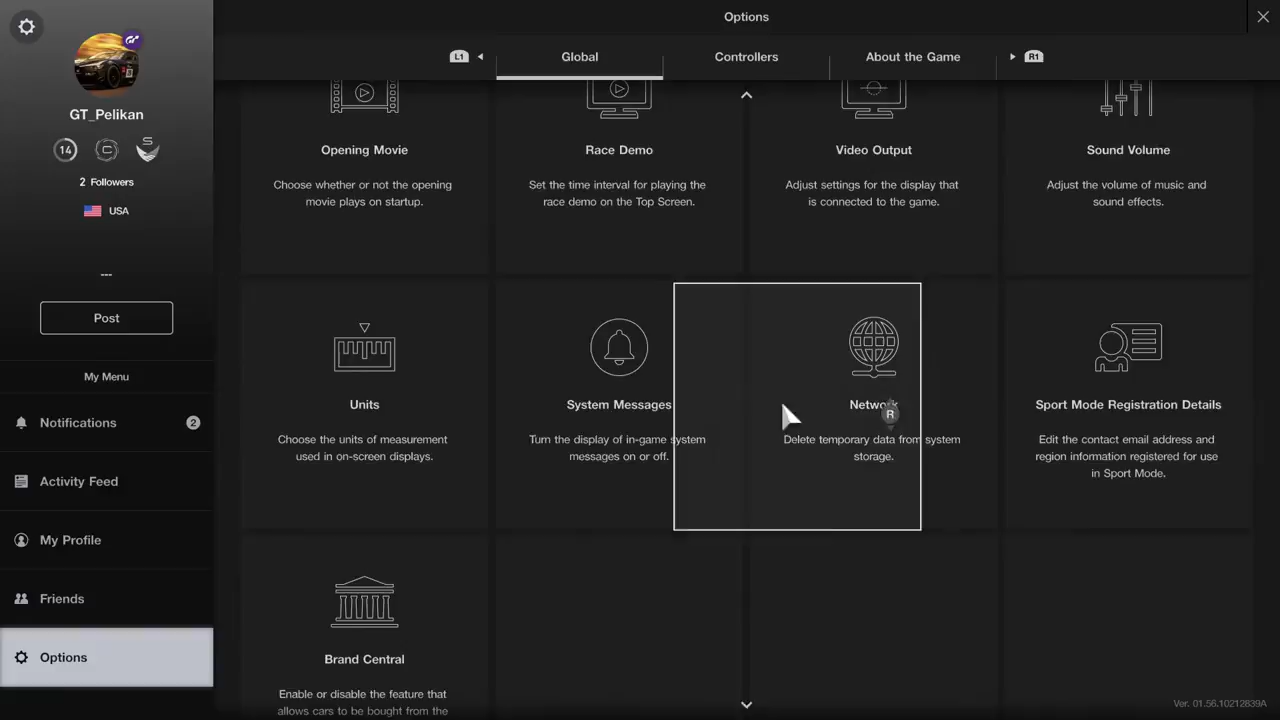 Options
L1
Global
Controllers
About the Game
R1
GT_Pelikan
14
C
S
2 Followers
USA
---
Post
My Menu
Notifications
2
Activity Feed
My Profile
Friends
Options
Opening Movie
Choose whether or not the opening
movie plays on startup.
Race Demo
Set the time interval for playing the
race demo on the Top Screen.
Video Output
Adjust settings for the display that
is connected to the game.
Sound Volume
Adjust the volume of music and
sound effects.
Units
Choose the units of measurement
used in on-screen displays.
System Messages
Turn the display of in-game system
messages on or off.
Network
R
Delete temporary data from system
storage.
Sport Mode Registration Details
Edit the contact email address and
region information registered for use
in Sport Mode.
Brand Central
Enable or disable the feature that
allows cars to be bought from the
Ver. 01.56.10212839A